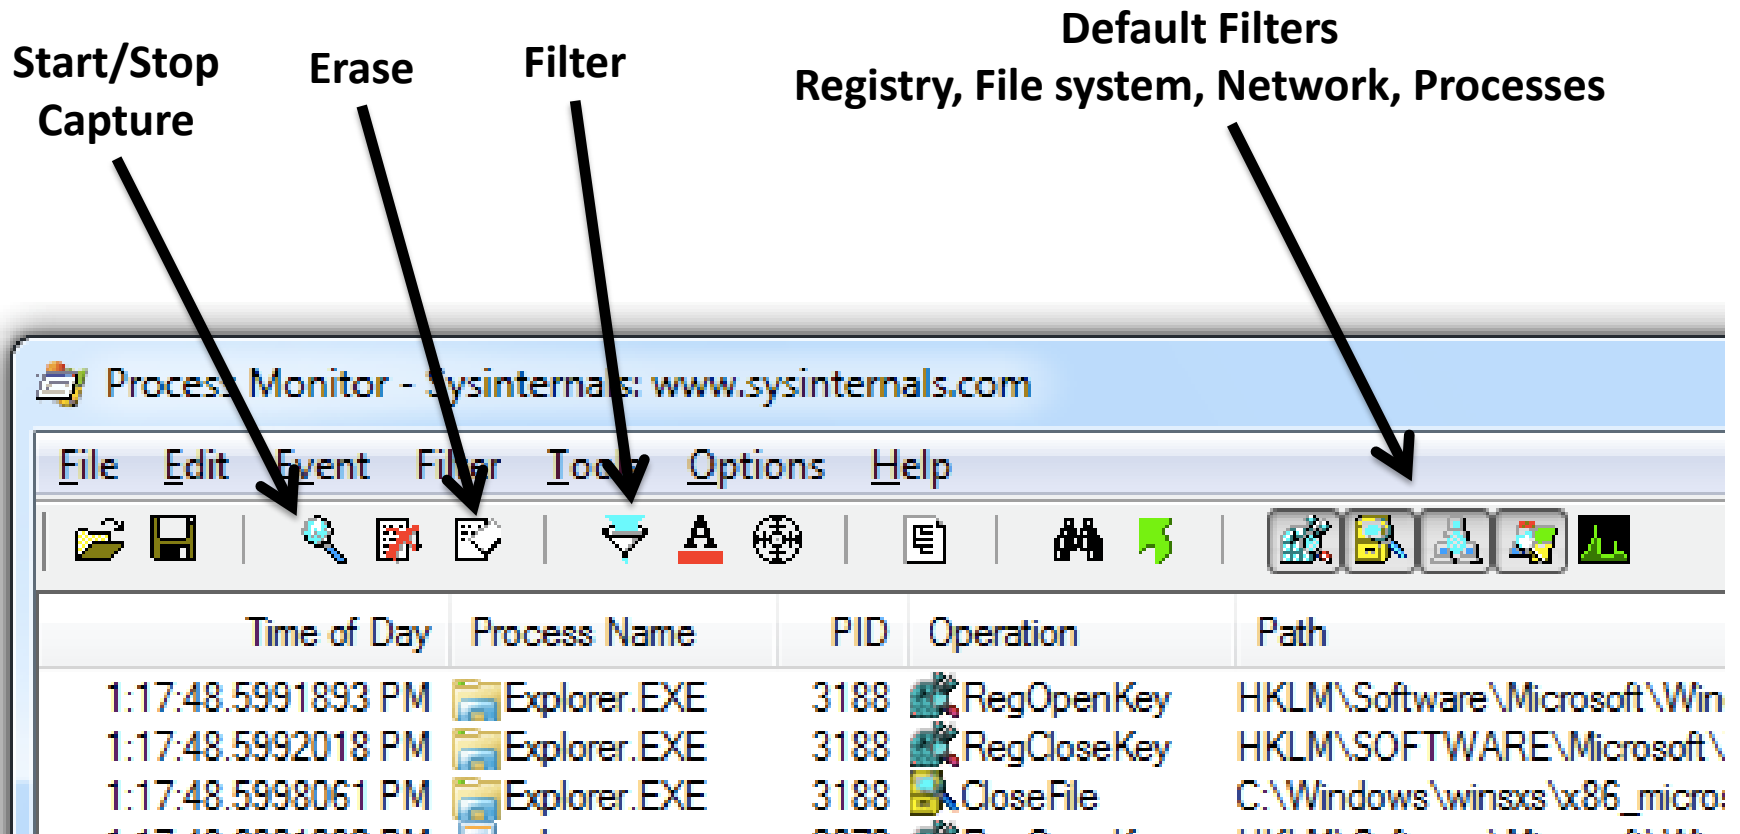 Default Filters
Start/Stop Erase Filter Registry, File system, Network, Processes
Capture
Process Monitor - Sysinternals: www.sysinternals.com
File Edit Event Filter Tools Options Help
Time of Day Process Name PID Operation Path
1:17:48.5991893 PM Explorer.EXE 3188 RegOpenKey HKLM\Software\Microsoft\Win
1:17:48.5992018 PM Explorer.EXE 3188 RegCloseKey HKLM\SOFTWARE\Microsoft\
1:17:48.5998061 PM Explorer.EXE 3188 CloseFile C:\Windows\winsxs\x86_micro